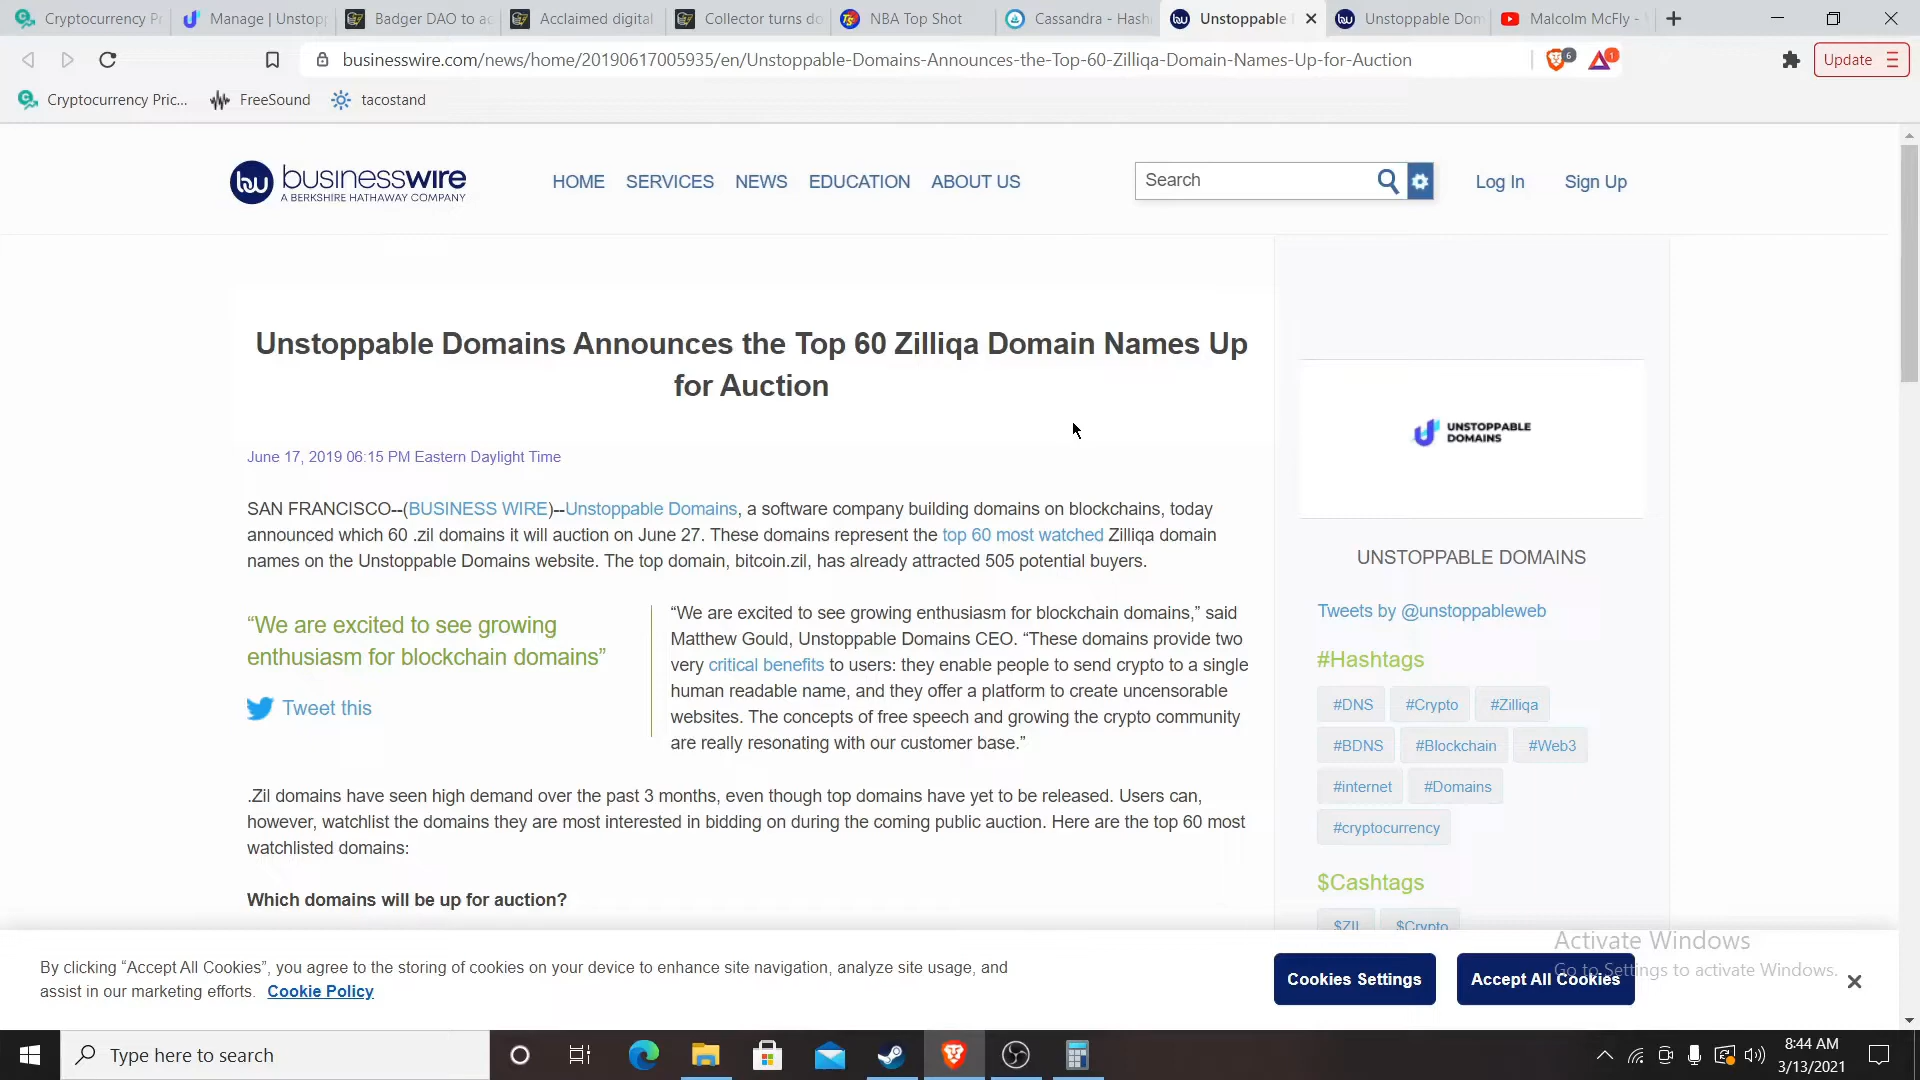 Cryptocurrency Pr
Manage | Unstopp
Badger DAO to ac
Acclaimed digital
Collector turns do
NBA Top Shot
Cassandra - Hash
Unstoppable
Unstoppable Dom
Malcolm McFly -
businesswire.com/news/home/20190617005935/en/Unstoppable-Domains-Announces-the-Top-60-Zilliqa-Domain-Names-Up-for-Auction
6
1
Update
Cryptocurrency Pric...
FreeSound
tacostand
bw businesswire
A BERKSHIRE HATHAWAY COMPANY
HOME SERVICES NEWS EDUCATION ABOUT US
Search
Log In
Sign Up
Unstoppable Domains Announces the Top 60 Zilliqa Domain Names Up
for Auction
June 17, 2019 06:15 PM Eastern Daylight Time
SAN FRANCISCO--(BUSINESS WIRE)--Unstoppable Domains, a software company building domains on blockchains, today
announced which 60 .zil domains it will auction on June 27. These domains represent the top 60 most watched Zilliqa domain
names on the Unstoppable Domains website. The top domain, bitcoin.zil, has already attracted 505 potential buyers.
“We are excited to see growing
enthusiasm for blockchain domains”
Tweet this
“We are excited to see growing enthusiasm for blockchain domains,” said
Matthew Gould, Unstoppable Domains CEO. “These domains provide two
very critical benefits to users: they enable people to send crypto to a single
human readable name, and they offer a platform to create uncensorable
websites. The concepts of free speech and growing the crypto community
are really resonating with our customer base.”
.Zil domains have seen high demand over the past 3 months, even though top domains have yet to be released. Users can,
however, watchlist the domains they are most interested in bidding on during the coming public auction. Here are the top 60 most
watchlisted domains:
Which domains will be up for auction?
UNSTOPPABLE
DOMAINS
UNSTOPPABLE DOMAINS
Tweets by @unstoppableweb
#Hashtags
#DNS #Crypto #Zilliqa
#BDNS #Blockchain #Web3
#internet #Domains
#cryptocurrency
$Cashtags
$ZIL $Crypto
By clicking “Accept All Cookies”, you agree to the storing of cookies on your device to enhance site navigation, analyze site usage, and
assist in our marketing efforts. Cookie Policy
Cookies Settings
Accept All Cookies
Activate Windows
Go to Settings to activate Windows.
Type here to search
8:44 AM
3/13/2021